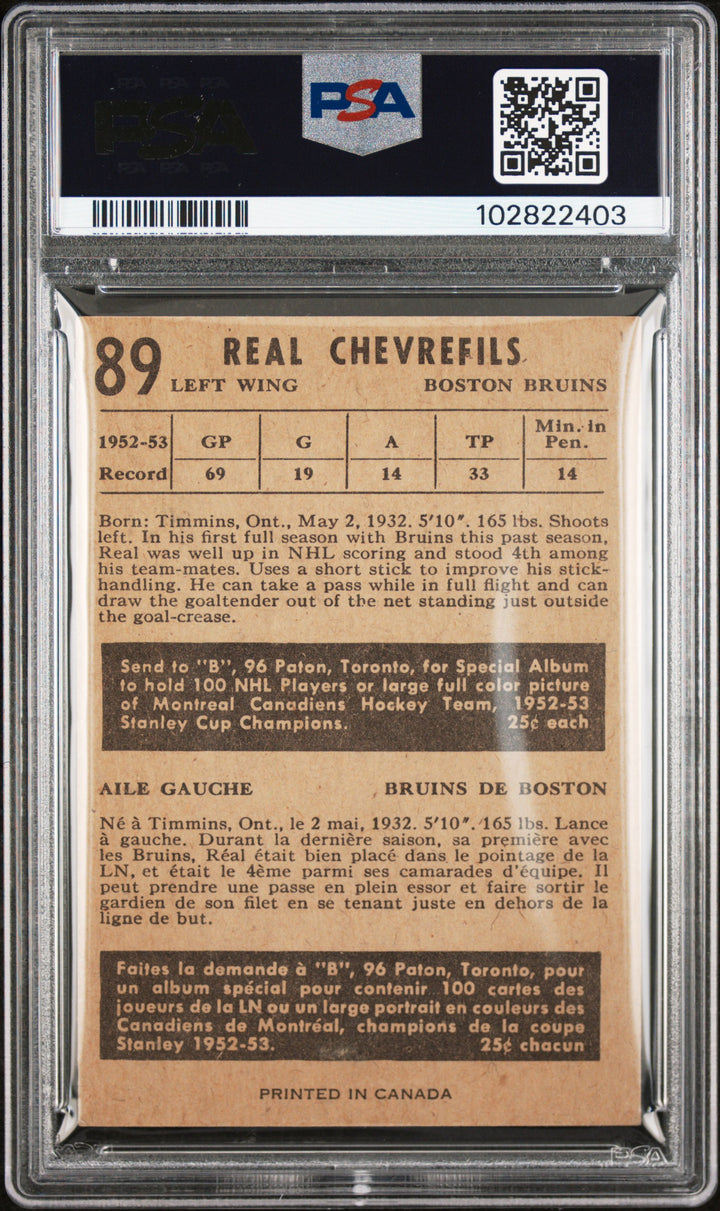 PSA PSA PSA
PSA
PSA PSA PSA
PSA
102822403
89 REAL CHEVREFILS
LEFT WING BOSTON BRUINS
1952-53 GP G A TP Min. in Pen.
Record 69 19 14 33 14
Born: Timmins, Ont., May 2, 1932. 5'10". 165 lbs. Shoots
left. In his first full season with Bruins this past season,
Real was well up in NHL scoring and stood 4th among
his team-mates. Uses a short stick to improve his stick-
handling. He can take a pass while in full flight and can
draw the goaltender out of the net standing just outside
the goal-crease.
Send to "B", 96 Paton, Toronto, for Special Album
to hold 100 NHL Players or large full color picture
of Montreal Canadiens Hockey Team, 1952-53
Stanley Cup Champions. 25¢ each
AILE GAUCHE BRUINS DE BOSTON
Né à Timmins, Ont., le 2 mai, 1932. 5'10". 165 lbs. Lance
à gauche. Durant la dernière saison, sa première avec
les Bruins, Réal était bien placé dans le pointage de la
LN, et était le 4ème parmi ses camarades d'équipe. Il
peut prendre une passe en plein essor et faire sortir le
gardien de son filet en se tenant juste en dehors de la
ligne de but.
Faites la demande à "B", 96 Paton, Toronto, pour
un album spécial pour contenir 100 cartes des
joueurs de la LN ou un large portrait en couleurs des
Canadiens de Montréal, champions de la coupe
Stanley 1952-53. 25¢ chacun
PRINTED IN CANADA
PSA